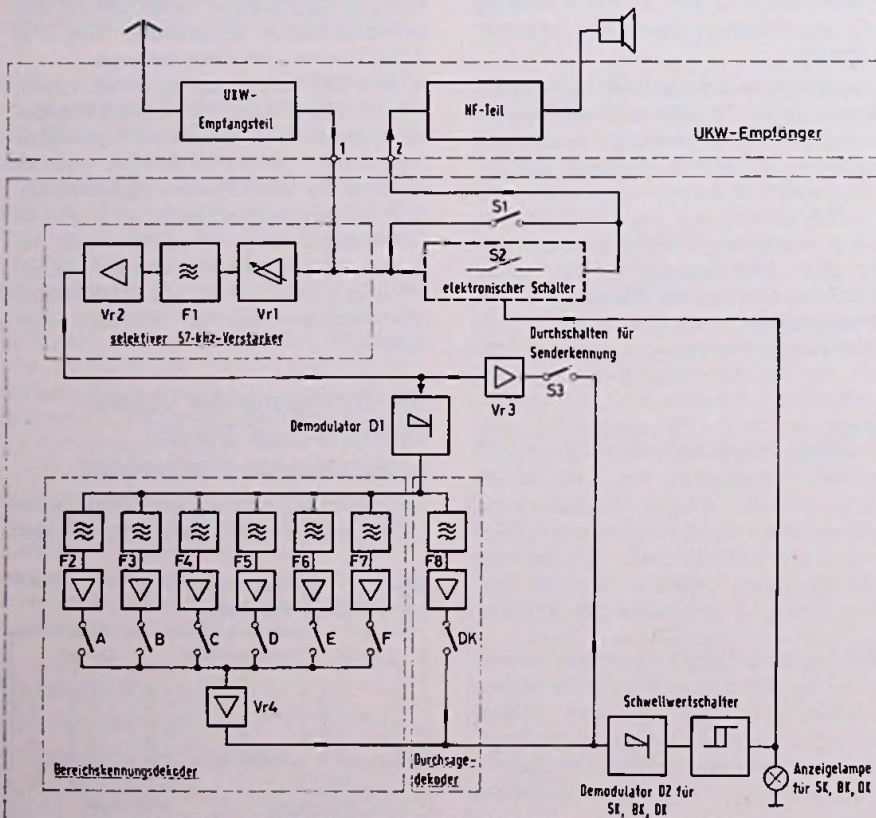 UKW-
Empfangsteil
NF-Teil
UKW-Empfänger
1
2
S1
S2
elektronischer Schalter
Vr2
F1
Vr1
selektiver 57-kHz-Verstärker
Durchschalten für
Senderkennung
Vr3
S3
Demodulator D1
F2
F3
F4
F5
F6
F7
F8
A
B
C
D
E
F
DK
Vr4
Bereichskennungsdekoder
Durchsage-
dekoder
Schwellwertschalter
Demodulator D2 für
SK, BK, DK
Anzeigelampe
für SK, BK, DK